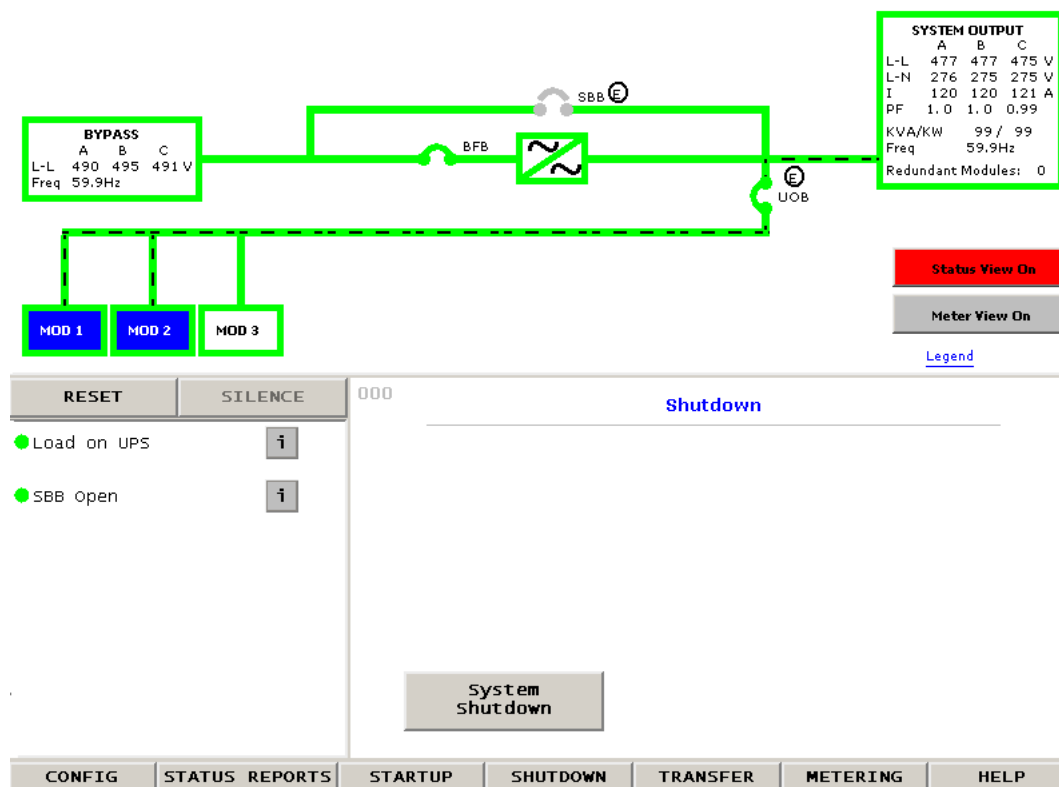 SYSTEM OUTPUT
A B C
L-L 477 477 475 V
L-N 276 275 275 V
I 120 120 121 A
PF 1.0 1.0 0.99
KVA/KW 99 / 99
Freq 59.9Hz
Redundant Modules: 0
SBB E
BYPASS
A B C
L-L 490 495 491 V
Freq 59.9Hz
BFB
E
UOB
Status View On
MOD 1 MOD 2 MOD 3
Meter View On
Legend
RESET SILENCE
000
Shutdown
Load on UPS i
SBB Open i
System
Shutdown
CONFIG STATUS REPORTS STARTUP SHUTDOWN TRANSFER METERING HELP